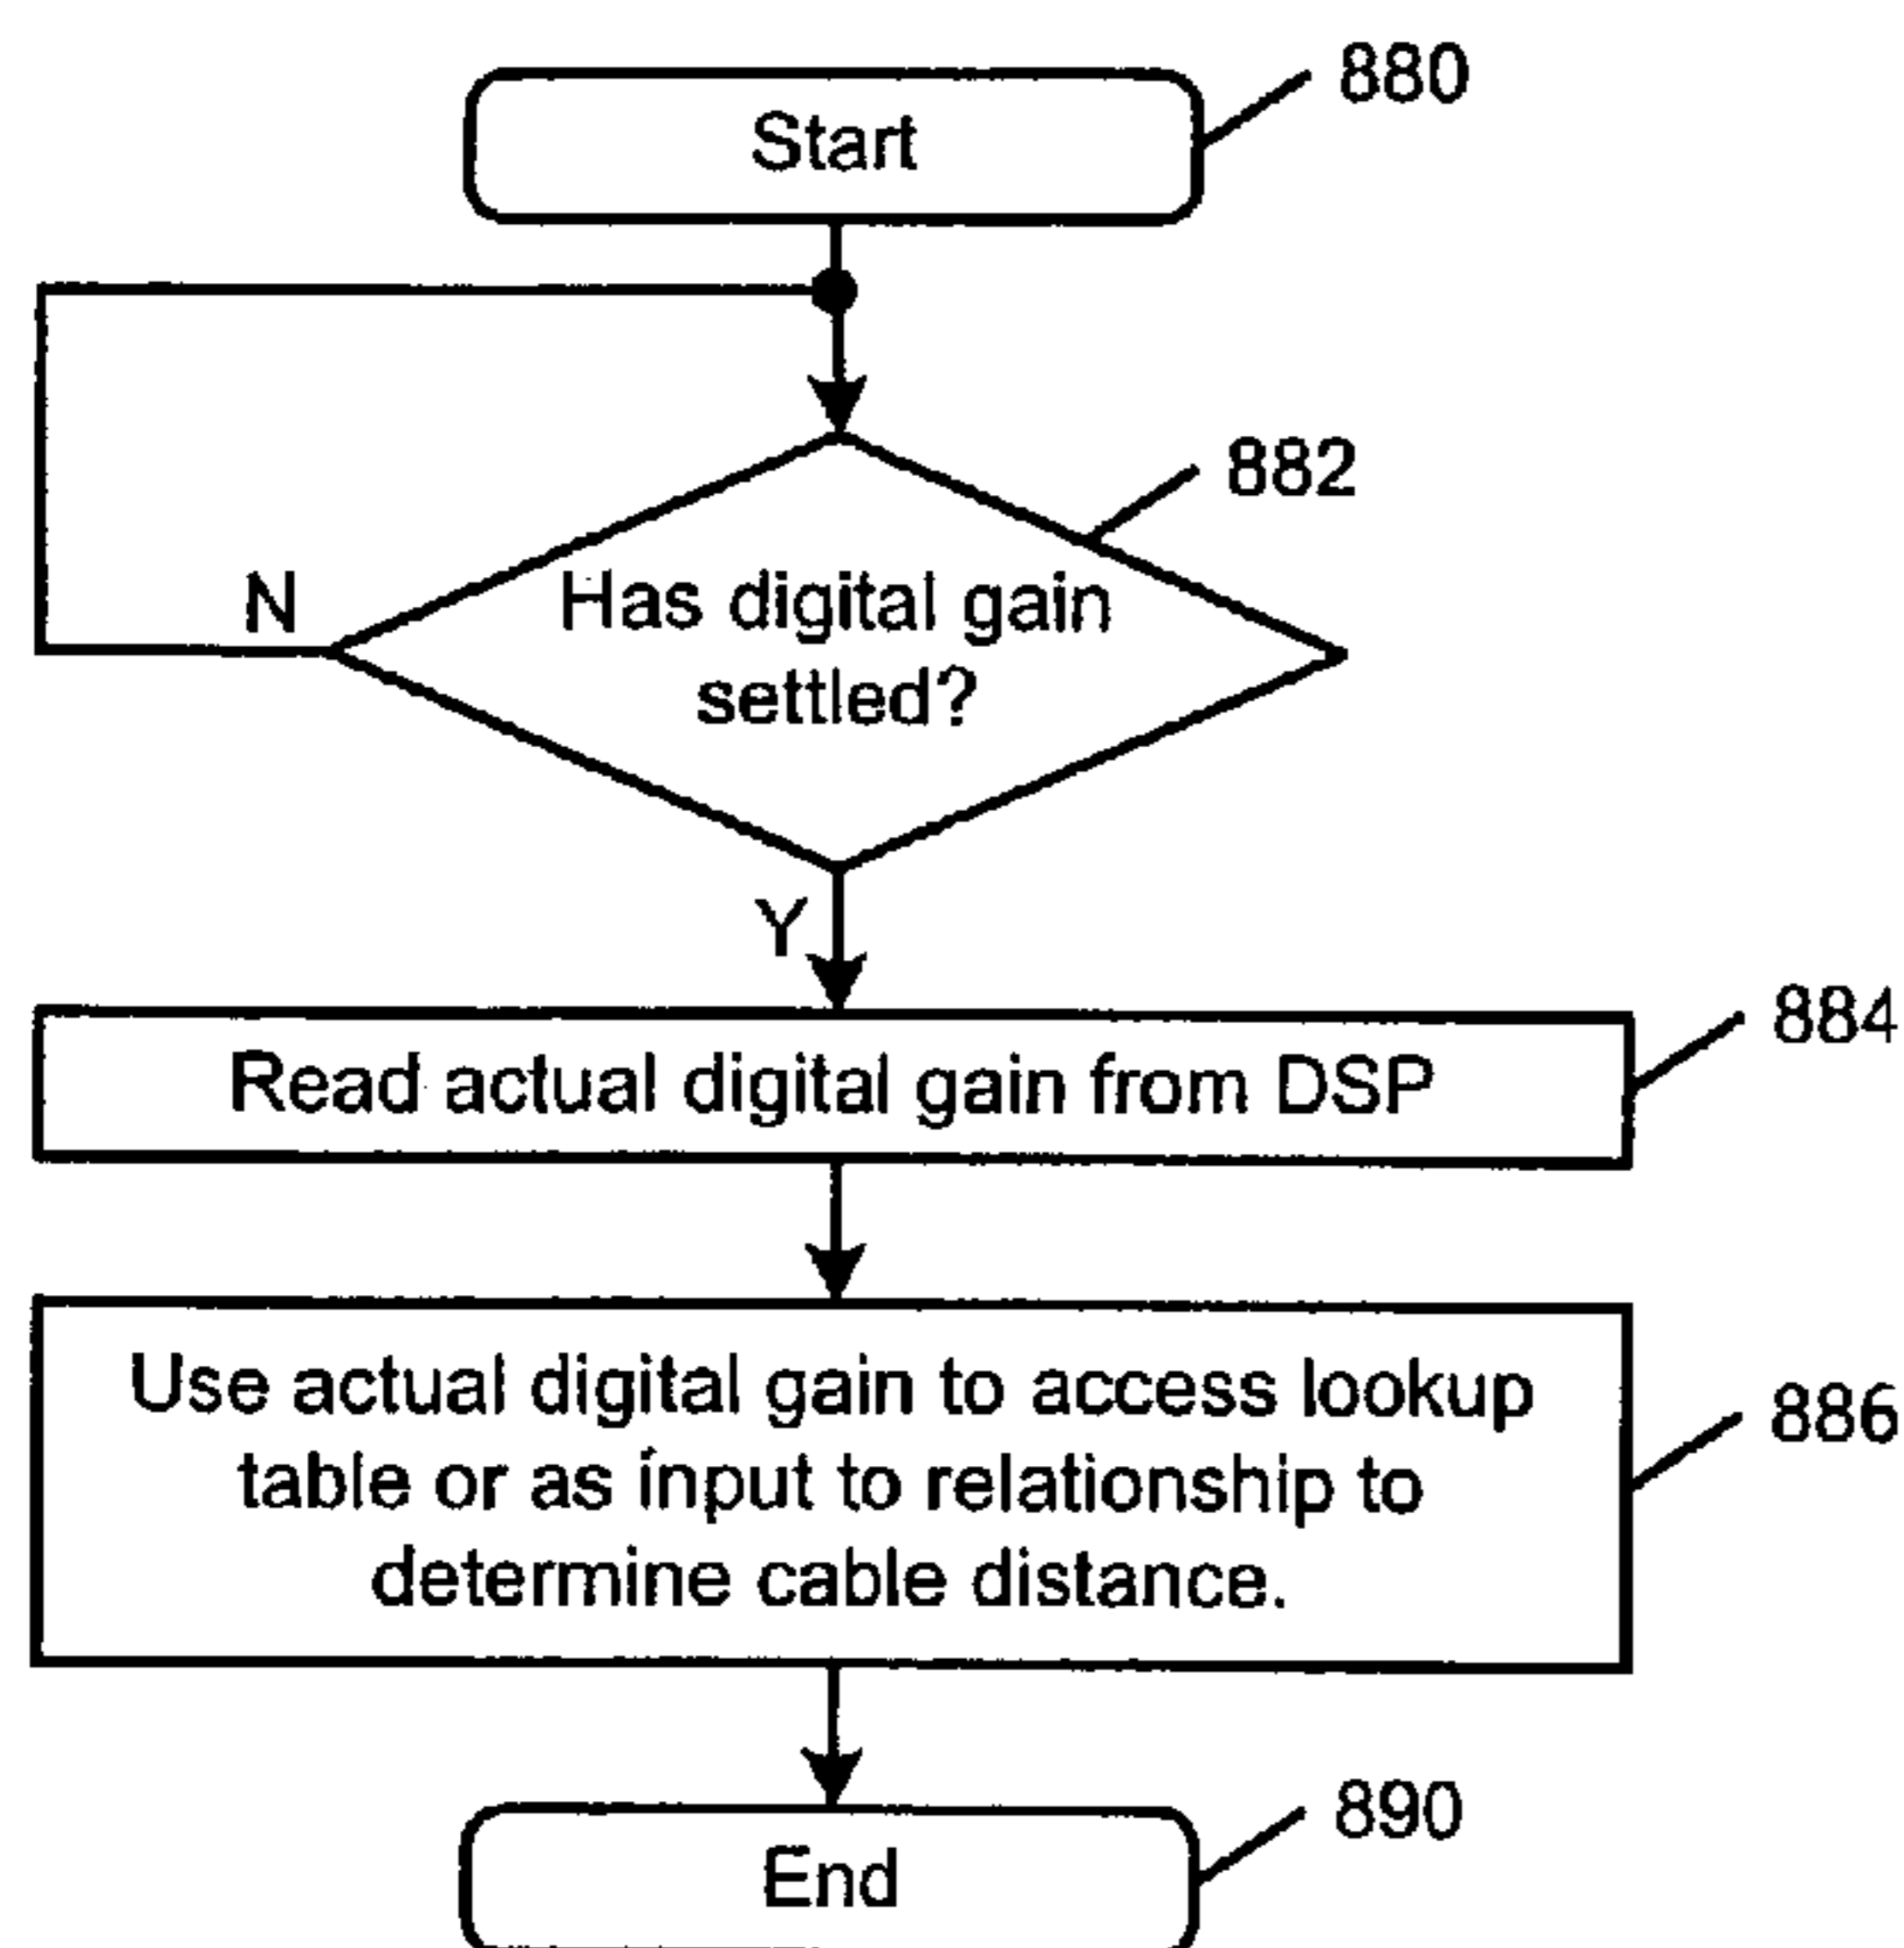 Start
880
882
N
Has digital gain
settled?
Y
884
Read actual digital gain from DSP
Use actual digital gain to access lookup
table or as input to relationship to
determine cable distance.
886
End
890